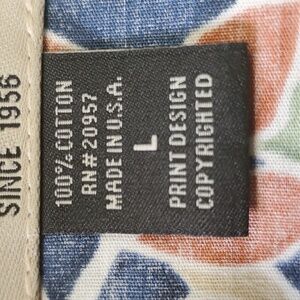 SINCE 1956
100% COTTON
RN#20957
MADE IN U.S.A.
L
PRINT DESIGN
COPYRIGHTED